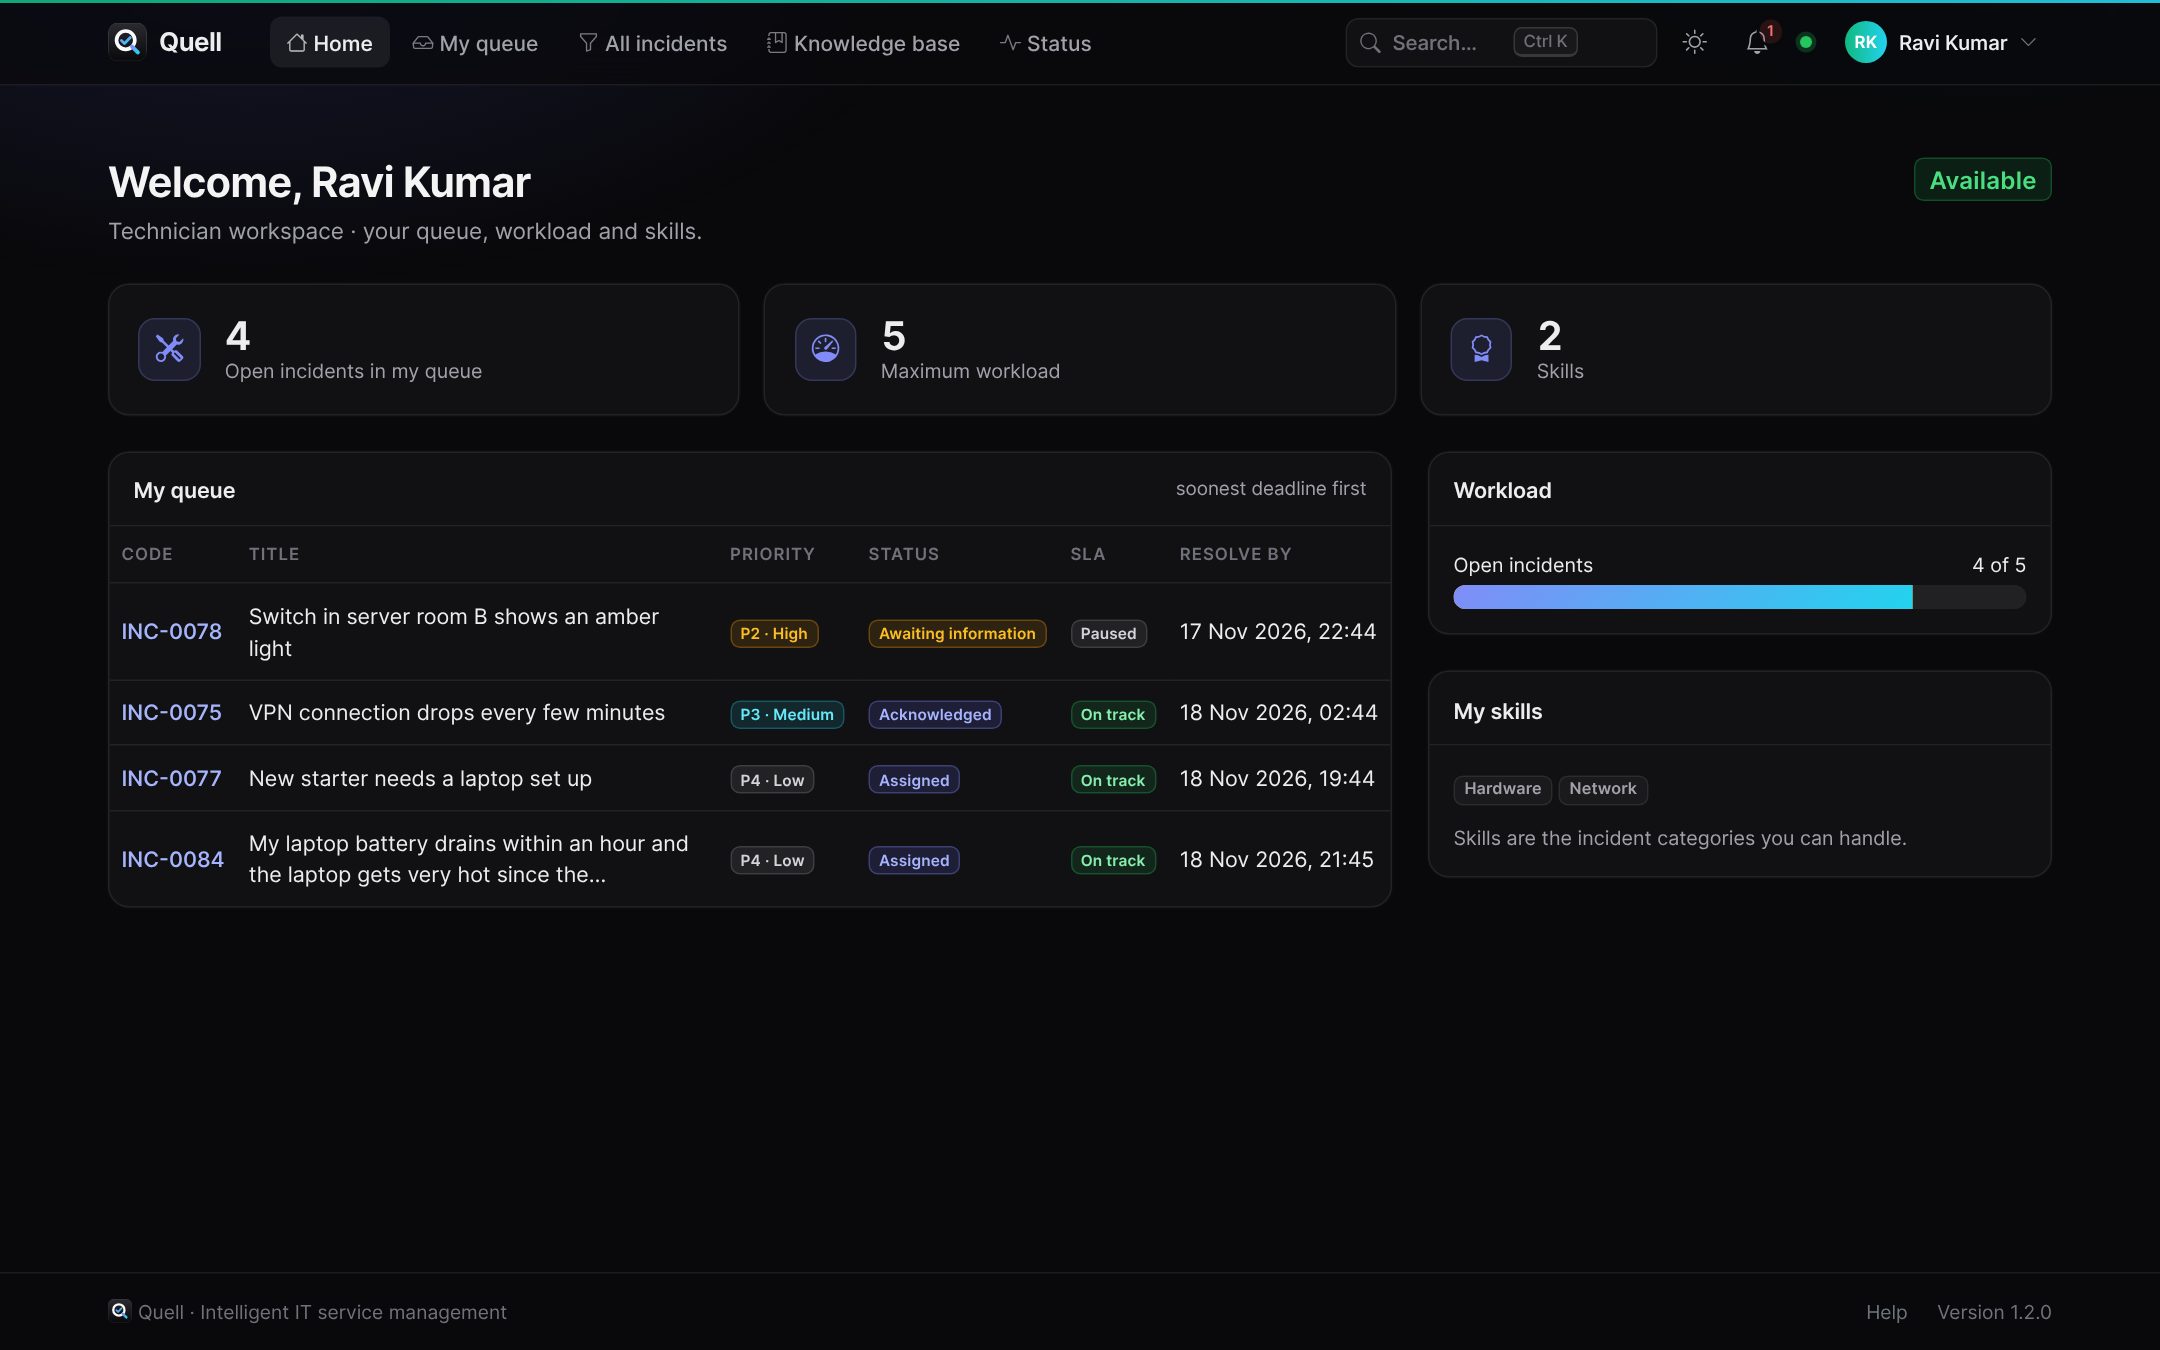 Quell
Home
My queue
All incidents
Knowledge base
Status
Search...
Ctrl K
1
RK
Ravi Kumar
Welcome, Ravi Kumar
Available
Technician workspace · your queue, workload and skills.
4
Open incidents in my queue
5
Maximum workload
2
Skills
My queue
soonest deadline first
CODE TITLE PRIORITY STATUS SLA RESOLVE BY
INC-0078 Switch in server room B shows an amber
light
P2 · High Awaiting information Paused 17 Nov 2026, 22:44
INC-0075 VPN connection drops every few minutes P3 · Medium Acknowledged On track 18 Nov 2026, 02:44
INC-0077 New starter needs a laptop set up P4 · Low Assigned On track 18 Nov 2026, 19:44
INC-0084 My laptop battery drains within an hour and
the laptop gets very hot since the...
P4 · Low Assigned On track 18 Nov 2026, 21:45
Workload
Open incidents 4 of 5
My skills
Hardware Network
Skills are the incident categories you can handle.
Quell · Intelligent IT service management
Help Version 1.2.0